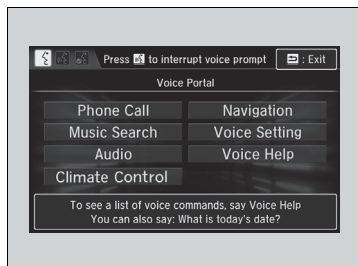 Press to interrupt voice prompt
: Exit
Voice Portal
Phone Call
Navigation
Music Search
Voice Setting
Audio
Voice Help
Climate Control
To see a list of voice commands, say Voice Help
You can also say: What is today's date?